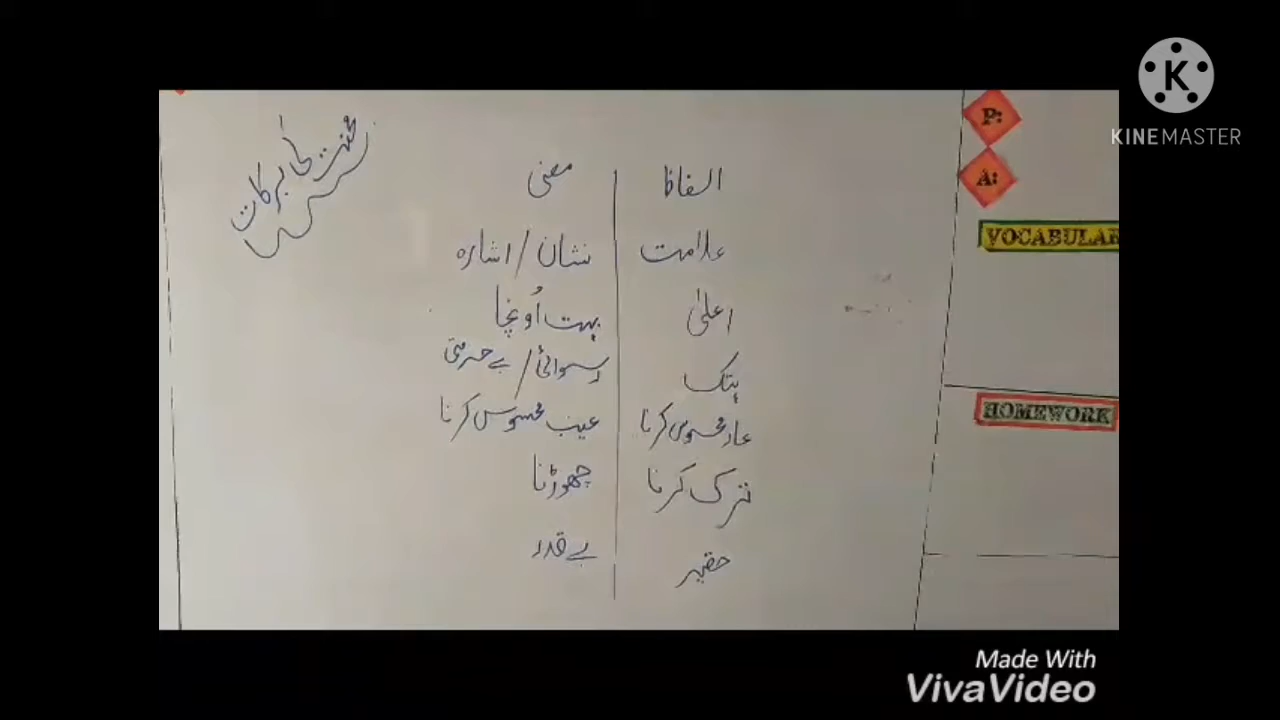 محنت کی برکات
الفاظ معنی
علامت نشان / اشارہ
اعلیٰ بہت اُونچا
ہتک رسوائی / بے حرمتی
عار محسوس کرنا عیب محسوس کرنا
ترک کرنا چھوڑنا
حقیر بے قدر
P:
A:
VOCABULAR
HOMEWORK
K
KINEMASTER
Made With
VivaVideo